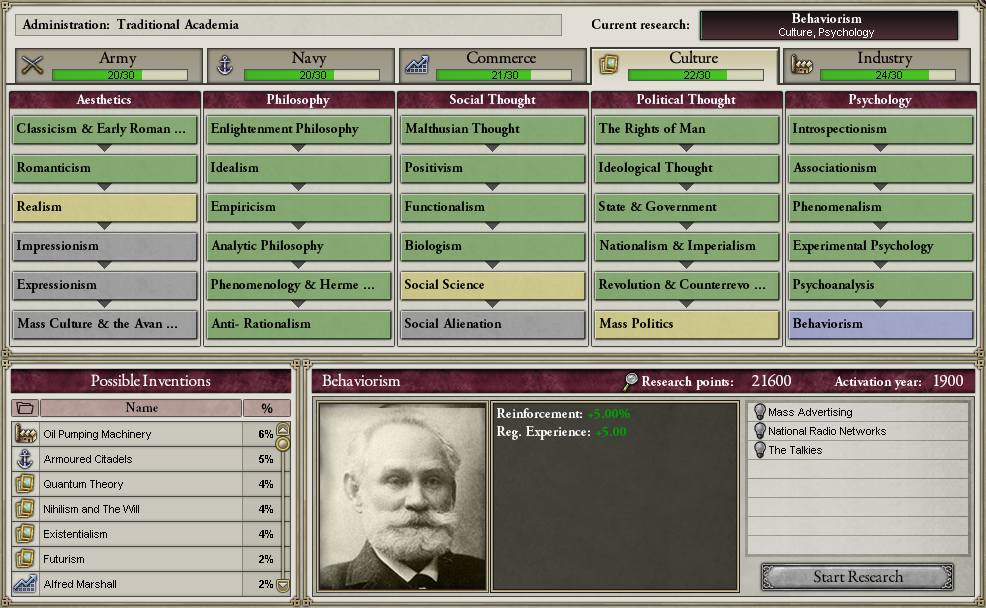 Administration: Traditional Academia
Current research:
Behaviorism
Culture, Psychology
Army
20/30
Navy
20/30
Commerce
21/30
Culture
22/30
Industry
24/30
Aesthetics
Philosophy
Social Thought
Political Thought
Psychology
Classicism & Early Roman ...
Enlightenment Philosophy
Malthusian Thought
The Rights of Man
Introspectionism
Romanticism
Idealism
Positivism
Ideological Thought
Associationism
Realism
Empiricism
Functionalism
State & Government
Phenomenalism
Impressionism
Analytic Philosophy
Biologism
Nationalism & Imperialism
Experimental Psychology
Expressionism
Phenomenology & Herme ...
Social Science
Revolution & Counterrevo ...
Psychoanalysis
Mass Culture & the Avan ...
Anti- Rationalism
Social Alienation
Mass Politics
Behaviorism
Possible Inventions
Name
%
Oil Pumping Machinery 6%
Armoured Citadels 5%
Quantum Theory 4%
Nihilism and The Will 4%
Existentialism 4%
Futurism 2%
Alfred Marshall 2%
Behaviorism
Research points: 21600
Activation year: 1900
Reinforcement: +5.00%
Reg. Experience: +5.00
Mass Advertising
National Radio Networks
The Talkies
Start Research